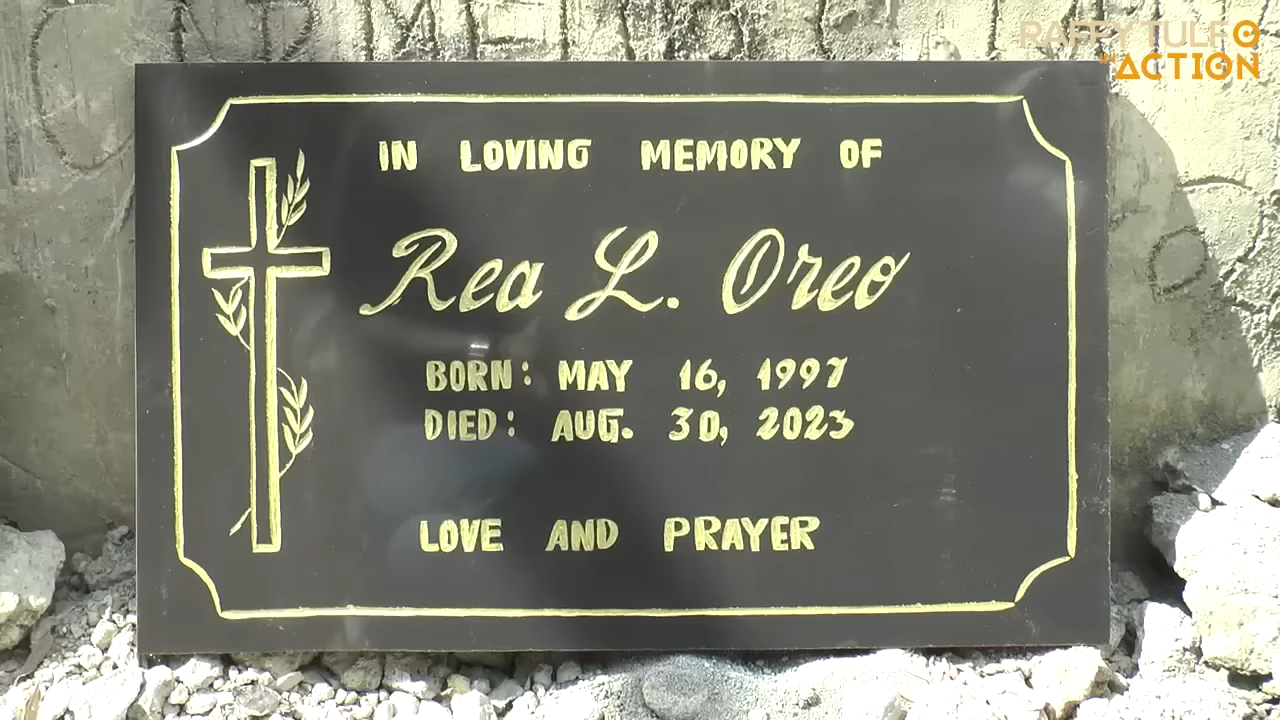 RAFFY TULFO
IN ACTION
IN LOVING MEMORY OF
Rea L. Oreo
BORN: MAY 16, 1997
DIED: AUG. 30, 2023
LOVE AND PRAYER